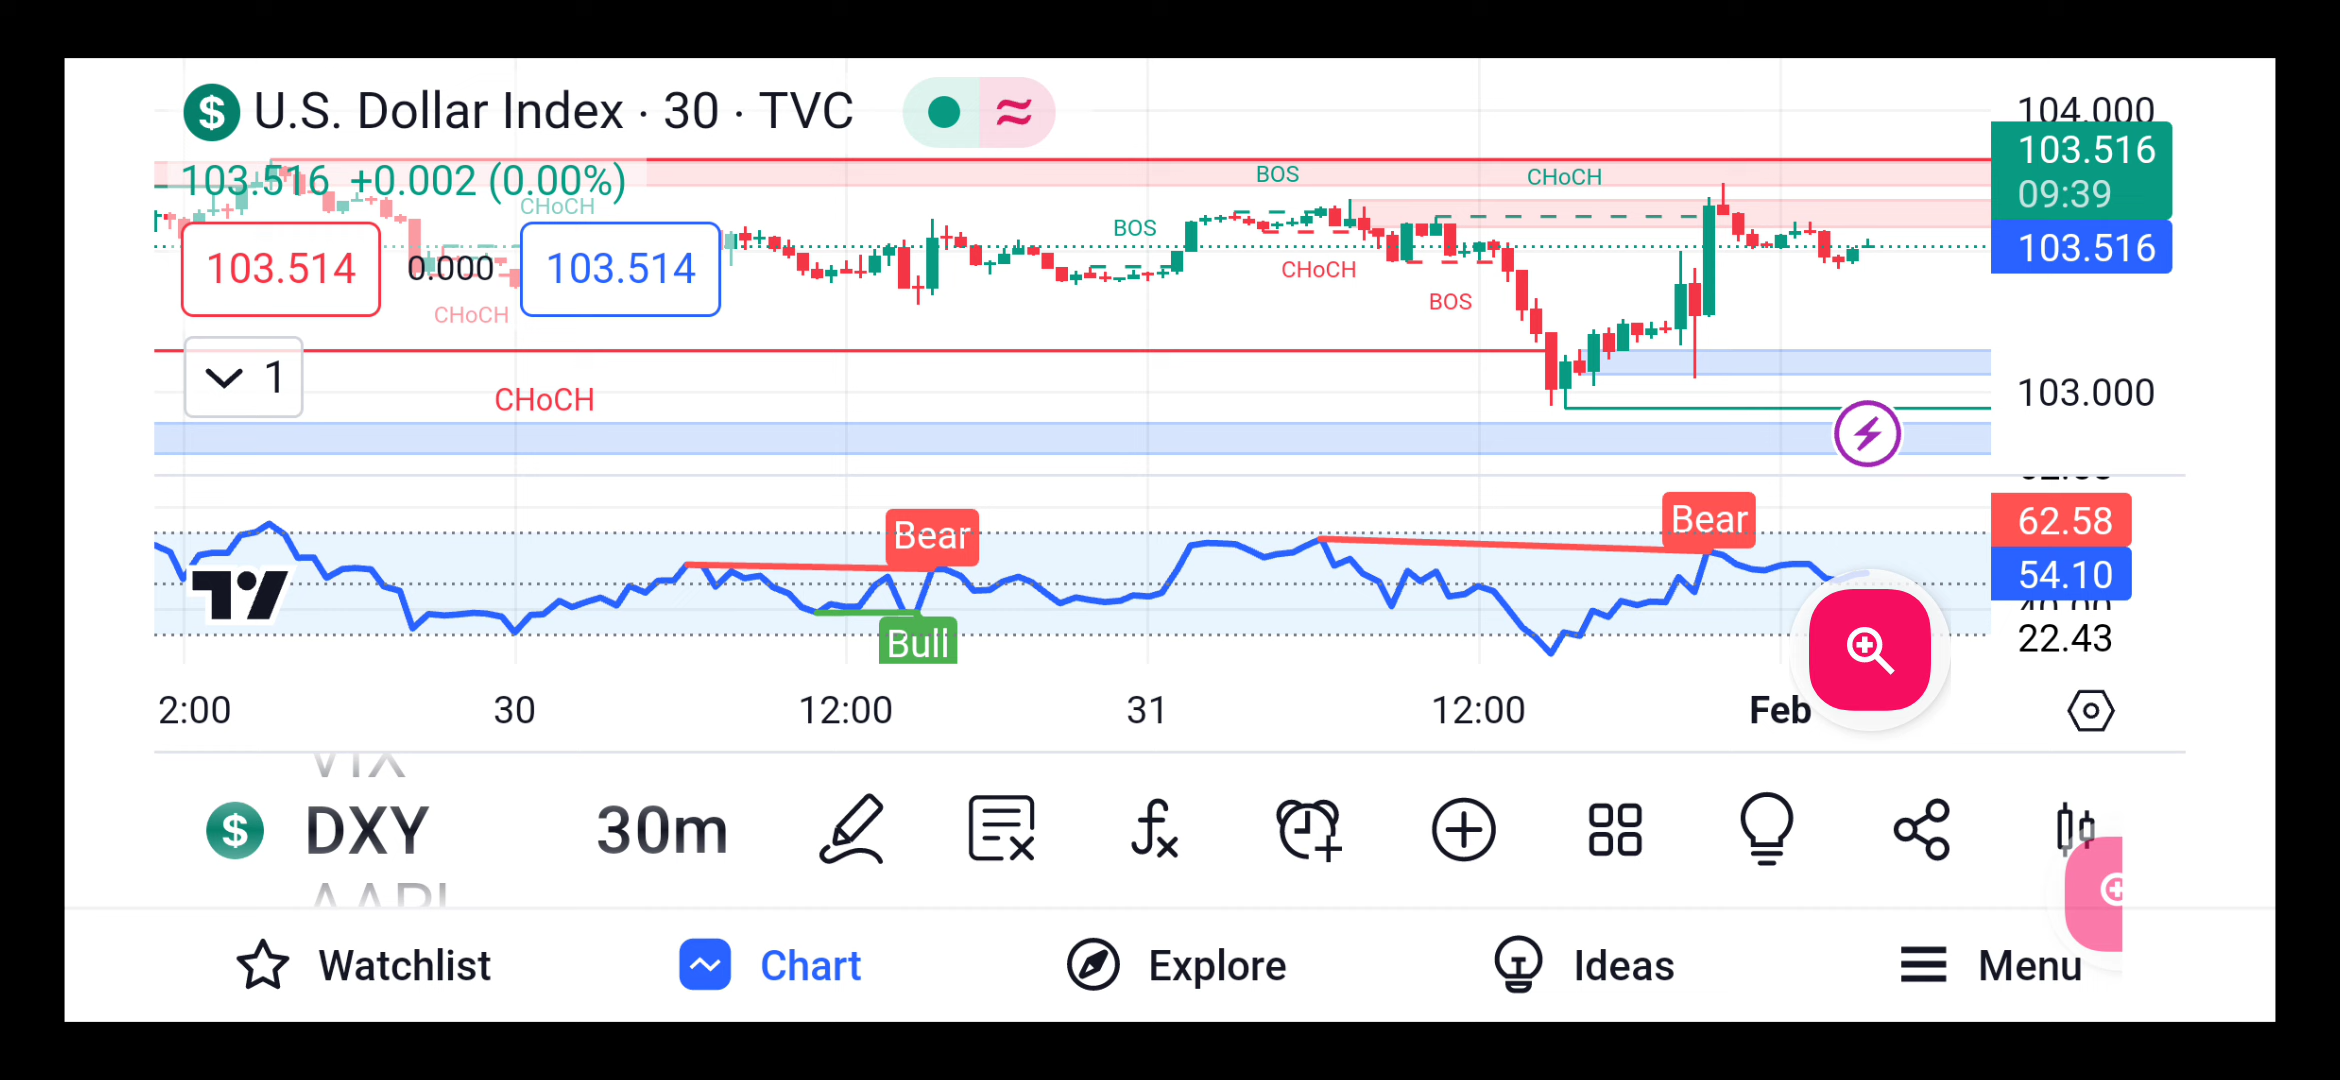 $ U.S. Dollar Index · 30 · TVC
104.000
103.516 +0.002 (0.00%)
103.516
09:39
103.516
103.514
0.000
103.514
CHoCH
CHoCH
BOS
BOS
CHoCH
CHoCH
BOS
1
CHoCH
103.000
Bear
Bear
Bull
62.58
54.10
22.43
2:00 30 12:00 31 12:00 Feb
VIX
$ DXY 30m
Watchlist Chart Explore Ideas Menu